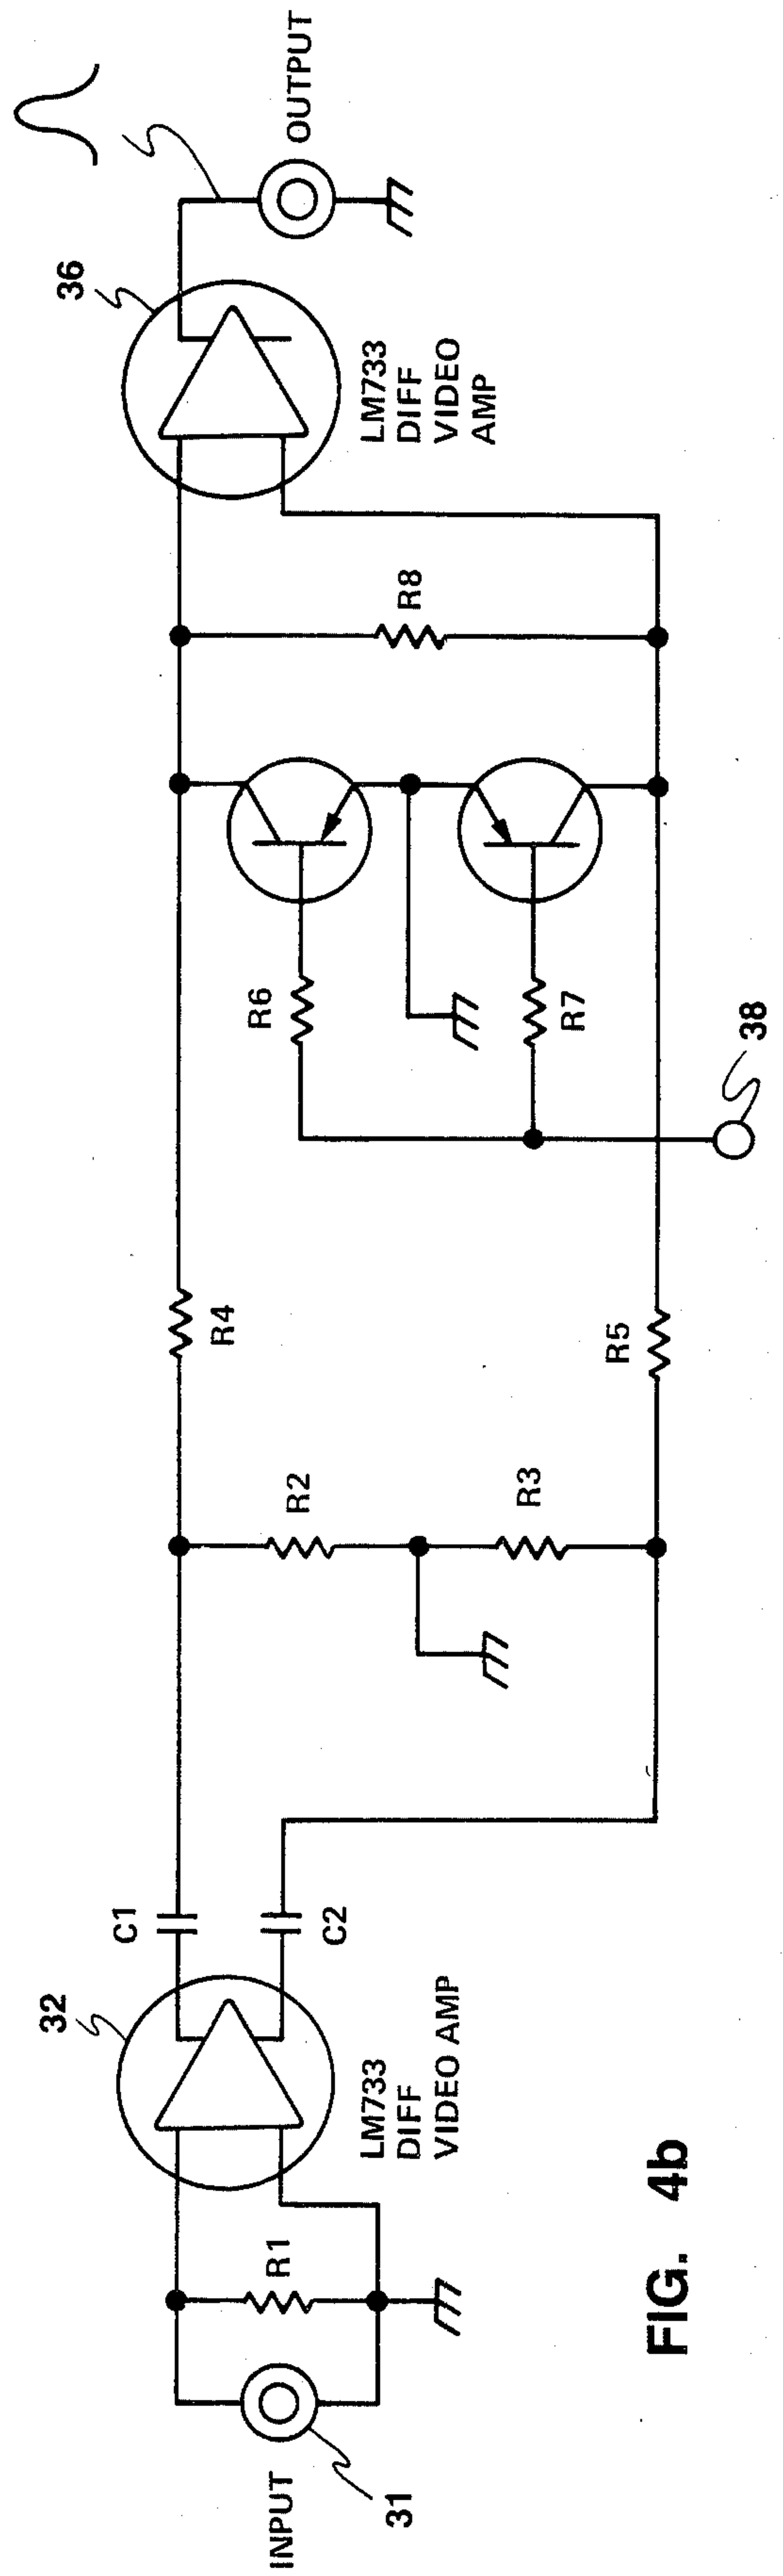 INPUT
31
R1
32
LM733
DIFF
VIDEO AMP
C1
C2
R2
R3
R4
R5
R6
R7
38
R8
36
LM733
DIFF
VIDEO
AMP
OUTPUT
FIG. 4b